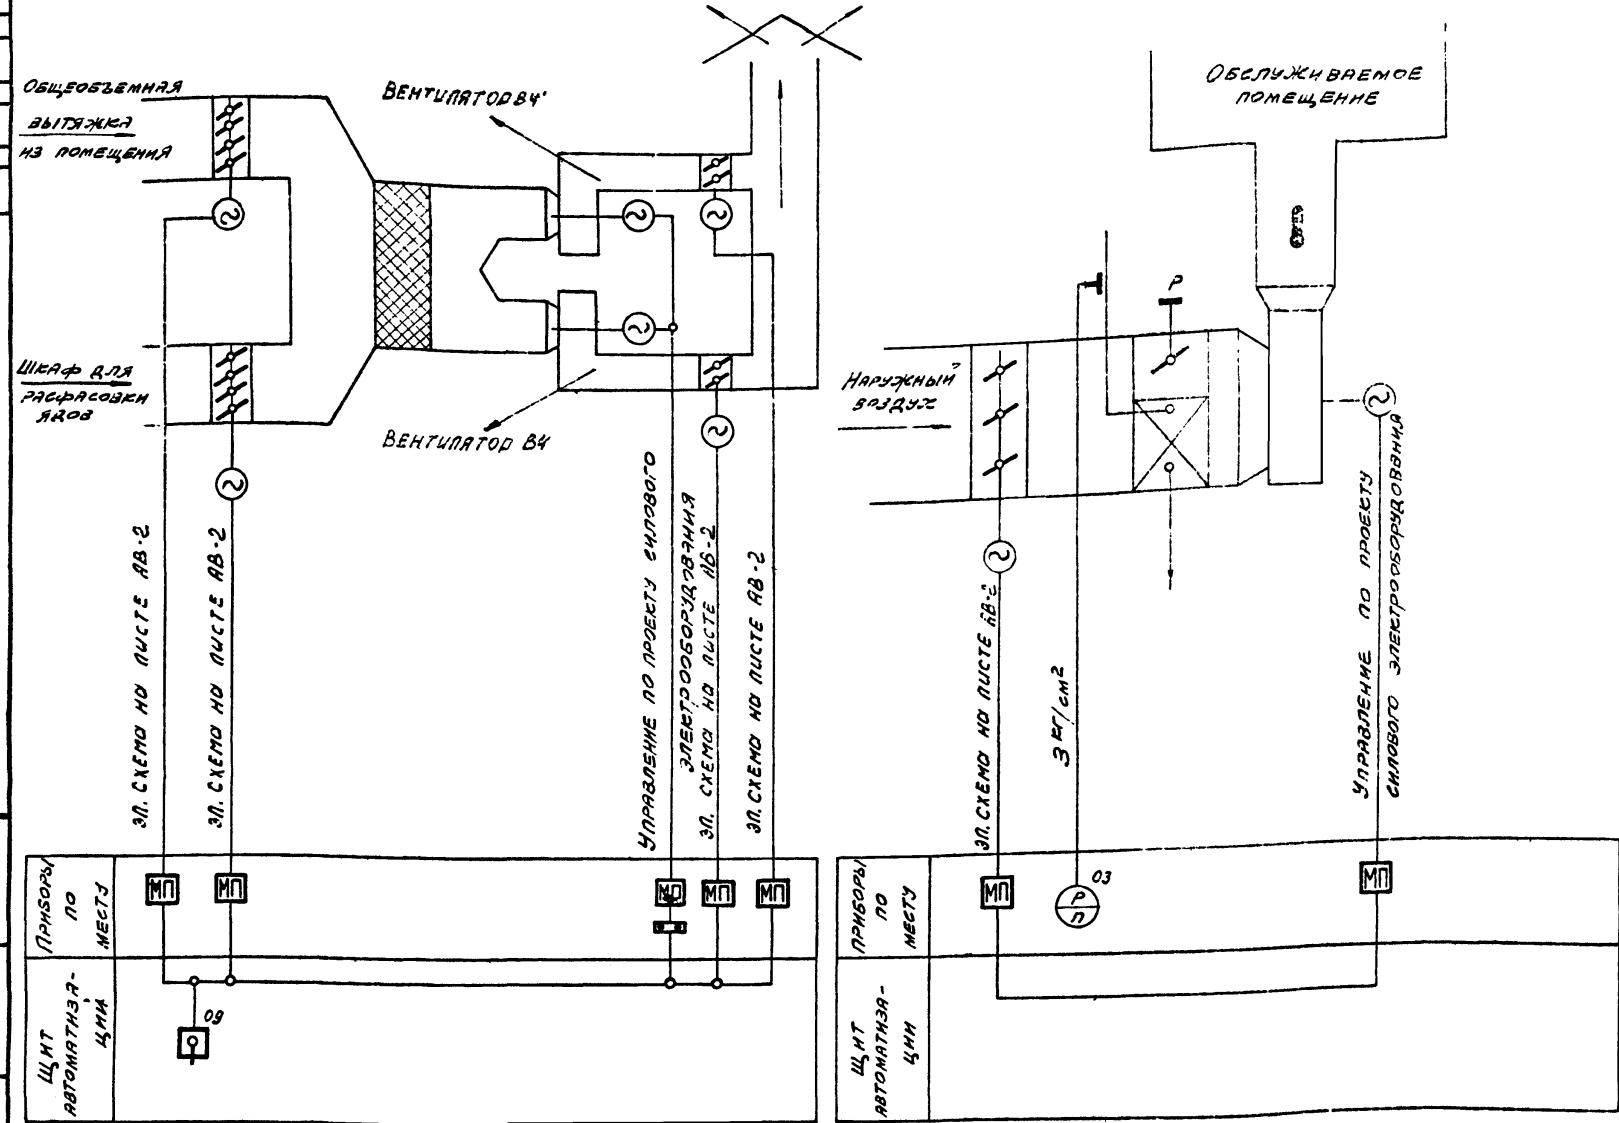 Общеобъемная
вытяжка
из помещения
Вентилятор В4'
Шкаф для
расфасовки
ядов
Вентилятор В4
Эл. схема на листе АВ-2
Эл. схема на листе АВ-2
Управление по проекту силового
электрооборудования
Эл. схема на листе АВ-2
Эл. схема на листе АВ-2
Приборы
по
месту
МП
МП
МП
МП
МП
Щит
автоматиза-
ции
09
Обслуживаемое
помещение
Р
Наружный
воздух
Эл. схема на листе АВ-2
3 кг/см²
Управление по проекту
силового электрооборудования
Приборы
по
месту
МП
Р
П
03
МП
Щит
автоматиза-
ции